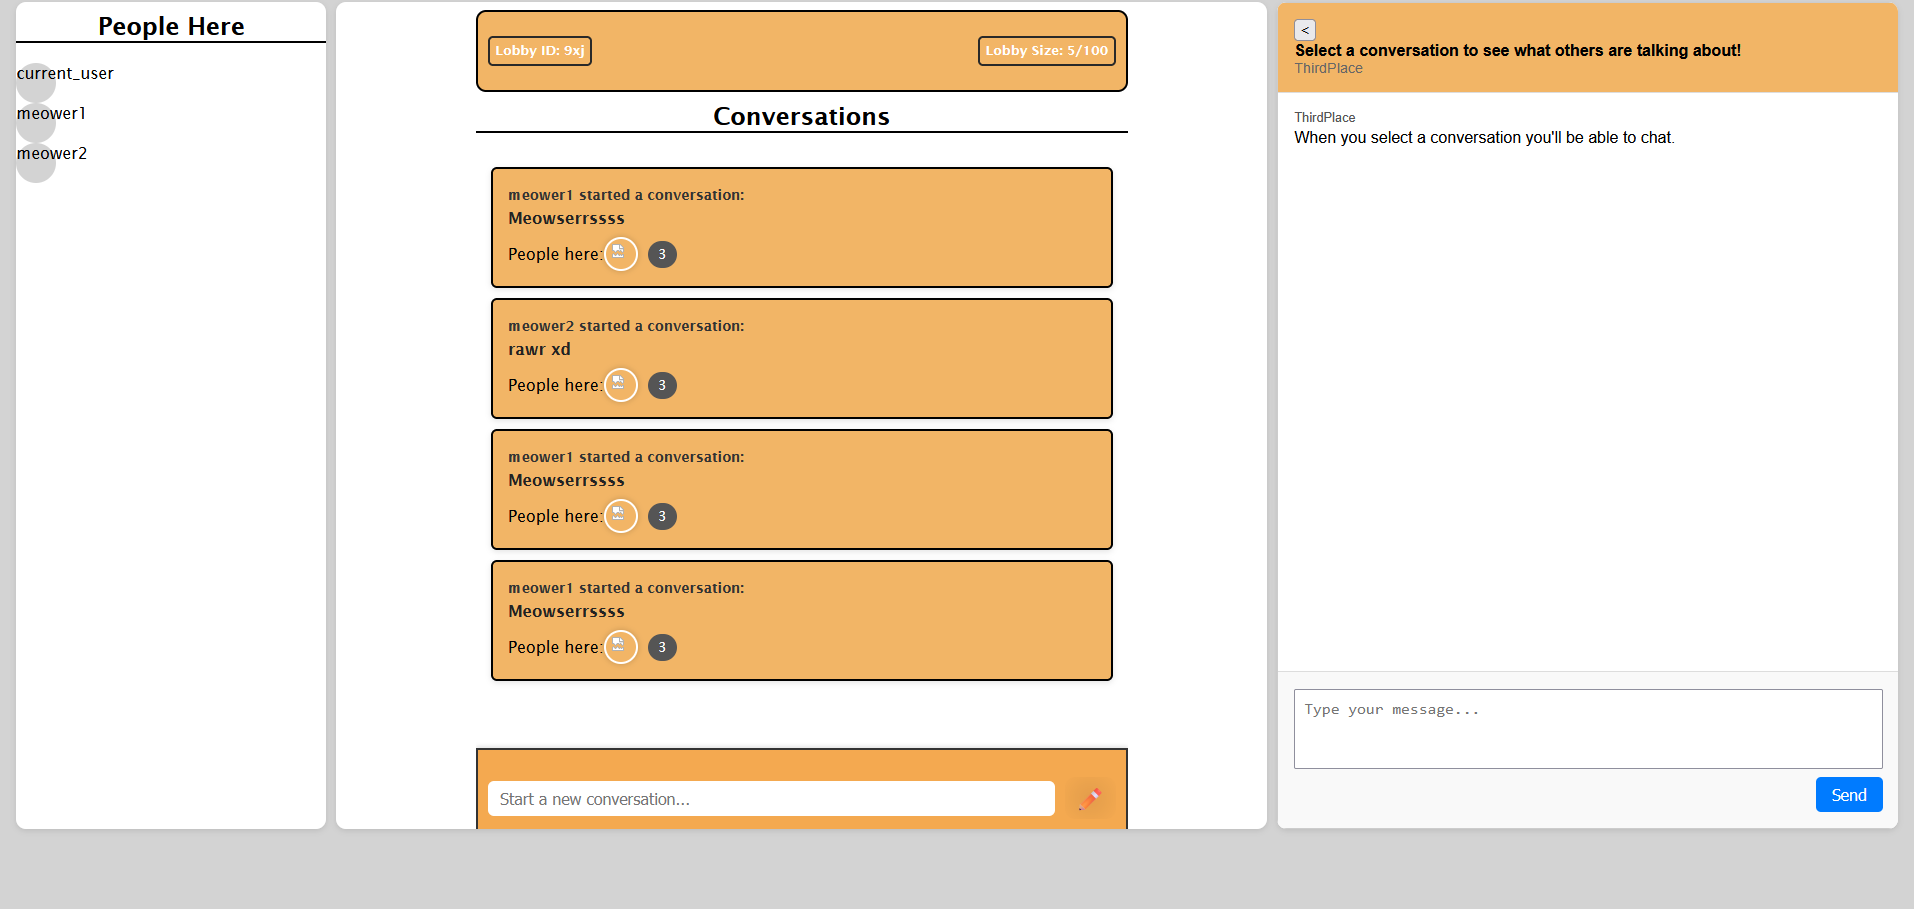 People Here
current_user
meower1
meower2
Lobby ID: 9xj
Lobby Size: 5/100
Conversations
meower1 started a conversation:
Meowserrssss
People here:
3
meower2 started a conversation:
rawr xd
People here:
3
meower1 started a conversation:
Meowserrssss
People here:
3
meower1 started a conversation:
Meowserrssss
People here:
3
Start a new conversation...
<
Select a conversation to see what others are talking about!
ThirdPlace
ThirdPlace
When you select a conversation you'll be able to chat.
Type your message...
Send